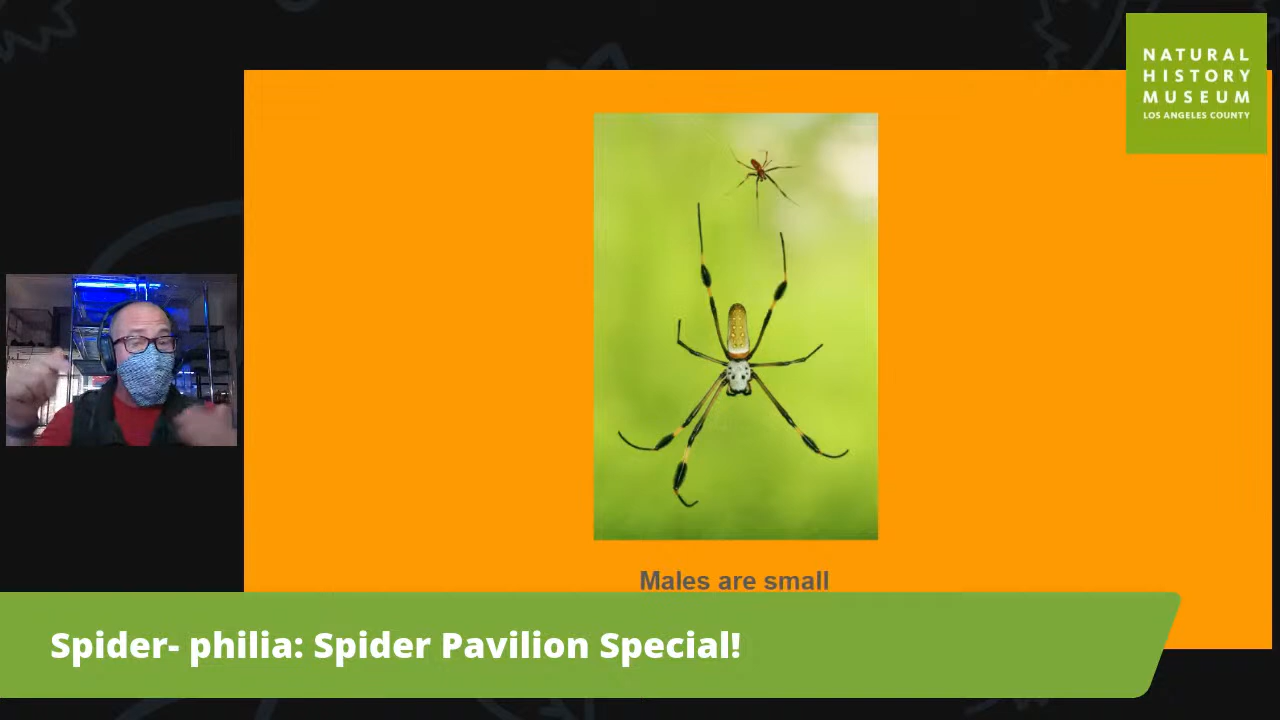 NATURAL
HISTORY
MUSEUM
LOS ANGELES COUNTY
Males are small
Spider- philia: Spider Pavilion Special!